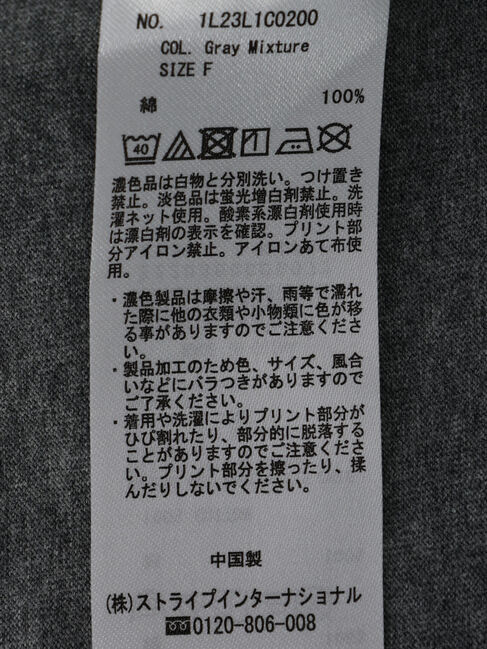 NO. 1L23L1C0200
COL. Gray Mixture
SIZE F
綿 100%
40
濃色品は白物と分別洗い。つけ置き
禁止。淡色品は蛍光増白剤禁止。洗
濯ネット使用。酸素系漂白剤使用時
は漂白剤の表示を確認。プリント部
分アイロン禁止。アイロンあて布使
用。
・濃色製品は摩擦や汗、雨等で濡れ
た際に他の衣類や小物類に色が移
る事がありますのでご注意くださ
い。
・製品加工のため色、サイズ、風合
いなどにバラつきがありますので
ご了承ください。
・着用や洗濯によりプリント部分が
ひび割れたり、部分的に脱落する
ことがありますのでご注意くださ
い。プリント部分を擦ったり、揉
んだりしないでください。
中国製
(株)ストライプインターナショナル
0120-806-008